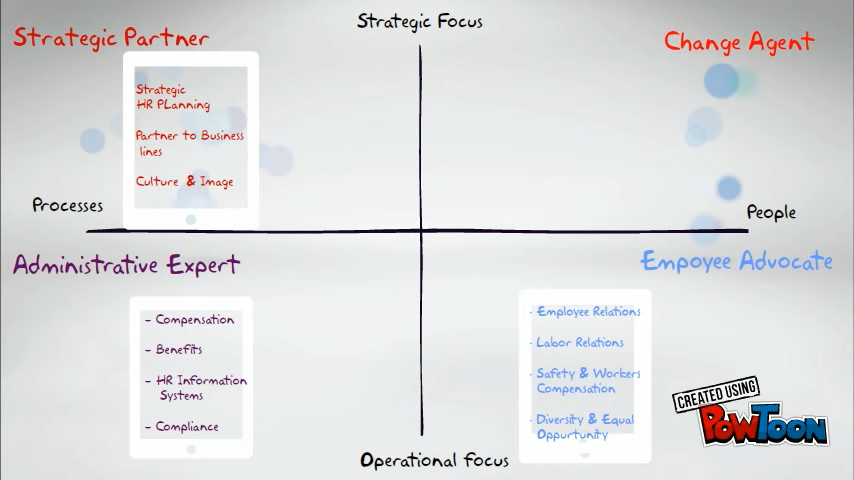 Strategic Focus
Strategic Partner
Change Agent
Strategic
HR PLanning
Partner to Business
lines
Culture & Image
Processes
People
Administrative Expert
Empoyee Advocate
- Compensation
- Benefits
- HR Information
Systems
- Compliance
- Employee Relations
- Labor Relations
- Safety & Workers
Compensation
- Diversity & Equal
Oppurtunity
Operational Focus
CREATED USING
POWTOON